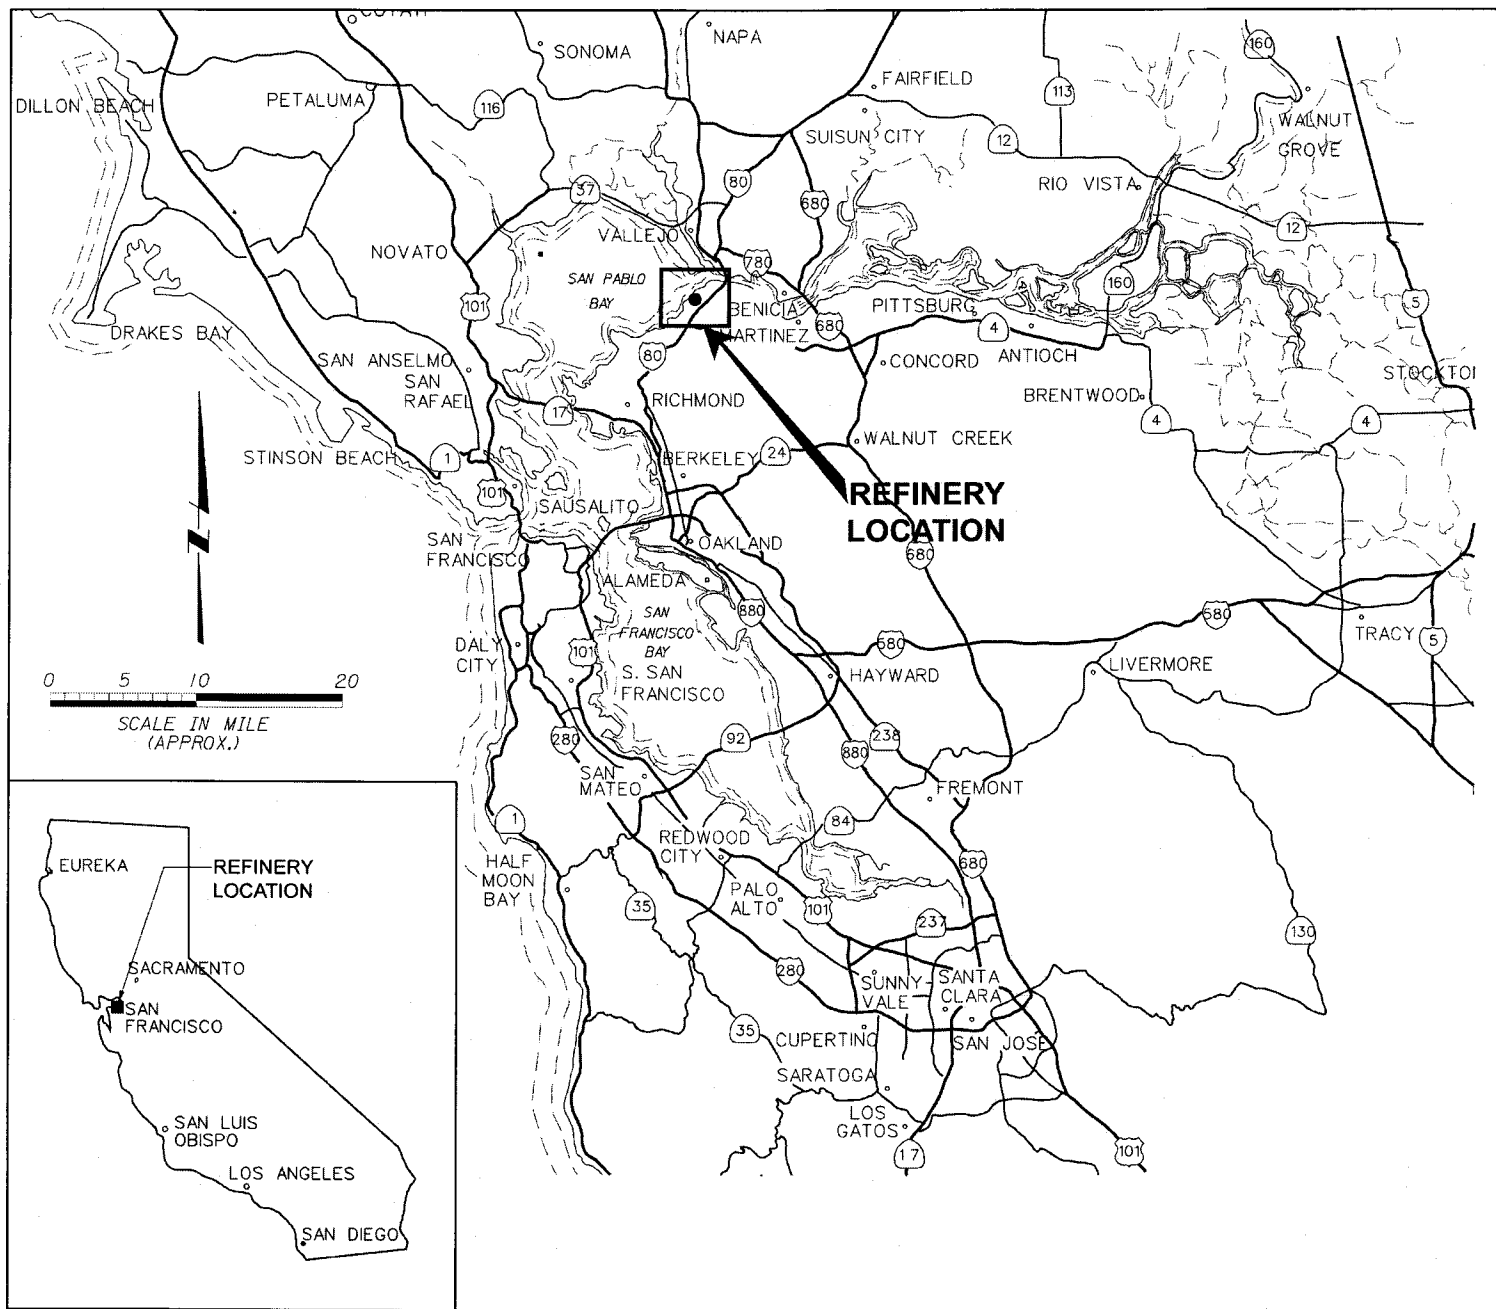 SONOMA
NAPA
160
FAIRFIELD
DILLON BEACH
PETALUMA
116
113
WALNUT
GROVE
SUISUN CITY
12
RIO VISTA
37
80
680
12
VALLEJO
NOVATO
780
SAN PABLO
BAY
101
160
5
BENICIA
PITTSBURG
DRAKES BAY
MARTINEZ
680
4
80
CONCORD
ANTIOCH
SAN ANSELMO
SAN
RAFAEL
STOCKTO
RICHMOND
BRENTWOOD
17
4
4
WALNUT CREEK
STINSON BEACH
1
BERKELEY
24
101
SAUSALITO
REFINERY
LOCATION
SAN
FRANCISCO
OAKLAND
680
ALAMEDA
SAN
FRANCISCO
BAY
880
680
TRACY
5
DALY
CITY
101
680
S. SAN
FRANCISCO
HAYWARD
LIVERMORE
0 5 10 20
SCALE IN MILE
(APPROX.)
280
92
238
880
SAN
MATEO
FREMONT
1
84
REDWOOD
CITY
HALF
MOON
BAY
680
EUREKA
REFINERY
LOCATION
PALO
ALTO
35
101
237
130
SACRAMENTO
280
SUNNY-
VALE
SANTA
CLARA
SAN
FRANCISCO
35
CUPERTINO
SAN JOSE
SARATOGA
LOS
GATOS
SAN LUIS
OBISPO
17
101
LOS ANGELES
SAN DIEGO